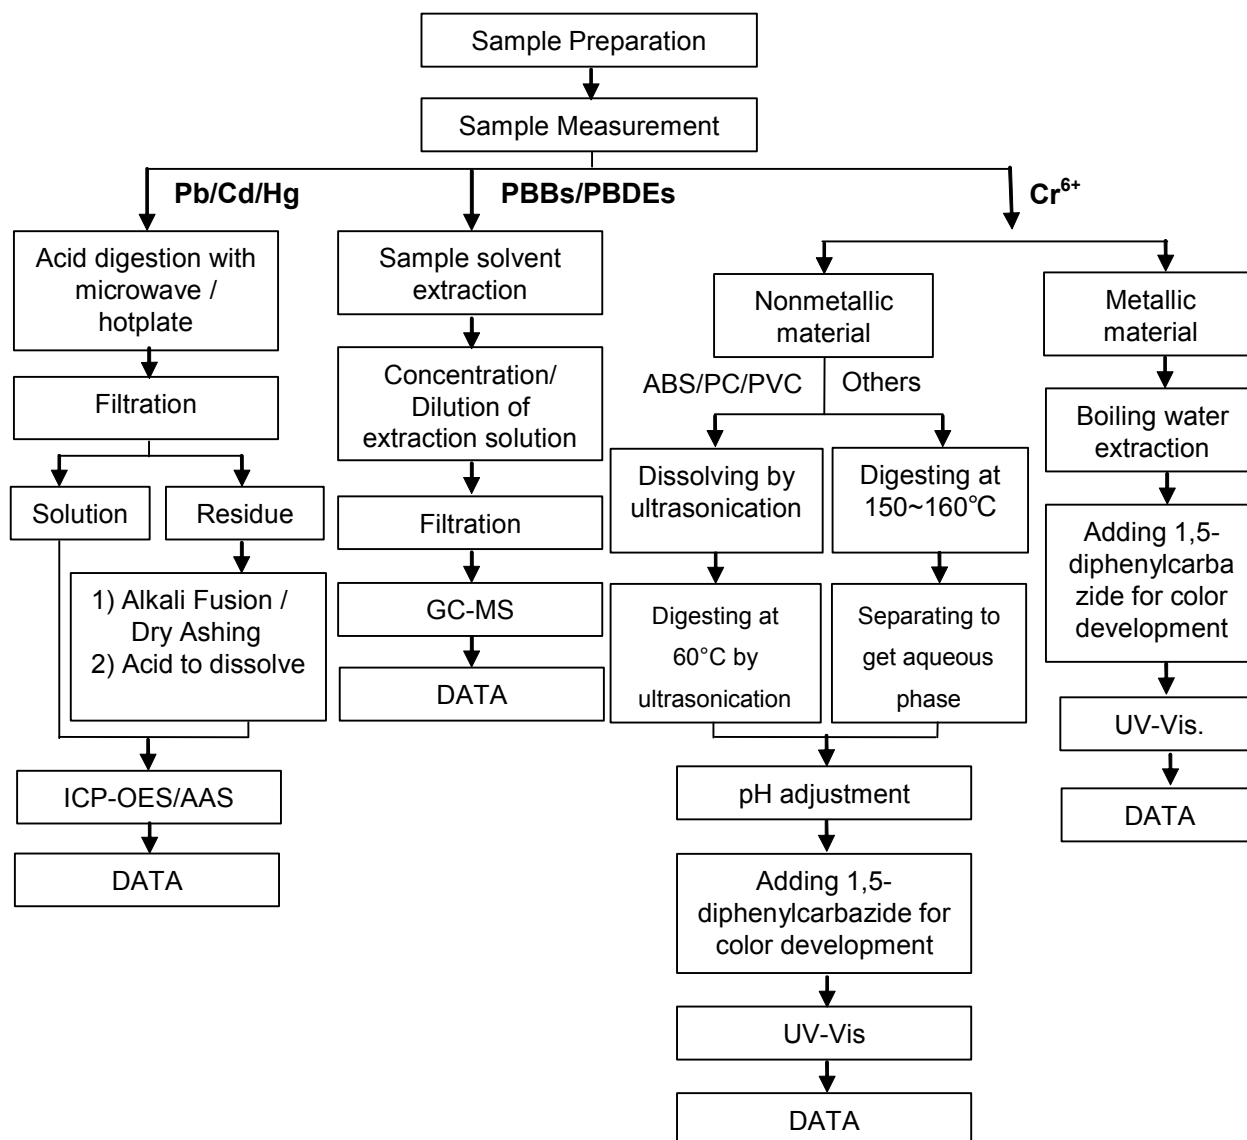 Sample Preparation
Sample Measurement
Pb/Cd/Hg
PBBs/PBDEs
Cr⁶⁺
Acid digestion with
microwave /
hotplate
Filtration
Solution
Residue
1) Alkali Fusion /
Dry Ashing
2) Acid to dissolve
ICP-OES/AAS
DATA
Sample solvent
extraction
Concentration/
Dilution of
extraction solution
Filtration
GC-MS
DATA
Nonmetallic
material
ABS/PC/PVC
Others
Dissolving by
ultrasonication
Digesting at
60°C by
ultrasonication
Digesting at
150~160℃
Separating to
get aqueous
phase
pH adjustment
Adding 1,5-
diphenylcarbazide for
color development
UV-Vis
DATA
Metallic
material
Boiling water
extraction
Adding 1,5-
diphenylcarba
zide for color
development
UV-Vis.
DATA